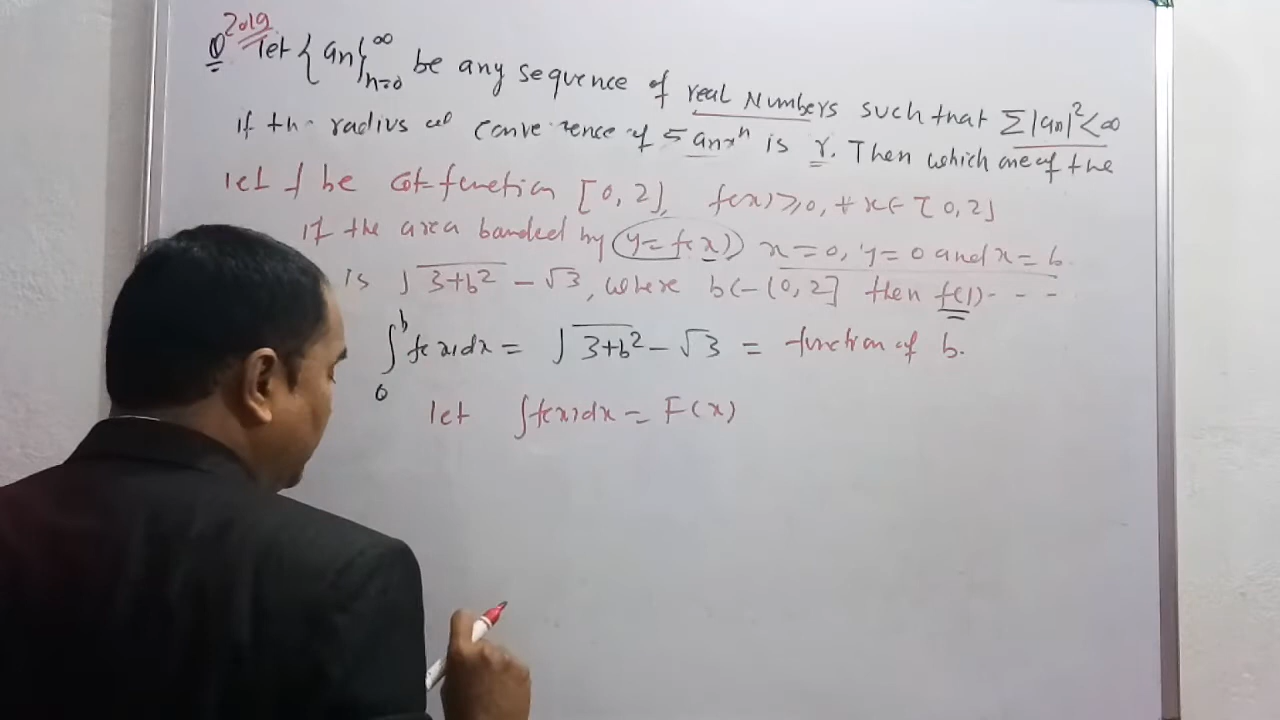 2019
Q let {an}∞n=0 be any sequence of real Numbers such that Σ|an|²<∞
If the radius of convergence of Σ anxⁿ is r. Then which one of the
let f be function [0, 2], f(x)≥0, ∀ x∈[0, 2]
If the area bounded by y=f(x) x=0, y=0 and x=b
is √3+b² - √3, where b∈(0, 2] then f(1)- - -
∫₀ᵇ f(x)dx = √3+b² - √3 = function of b.
let ∫f(x)dx = F(x)